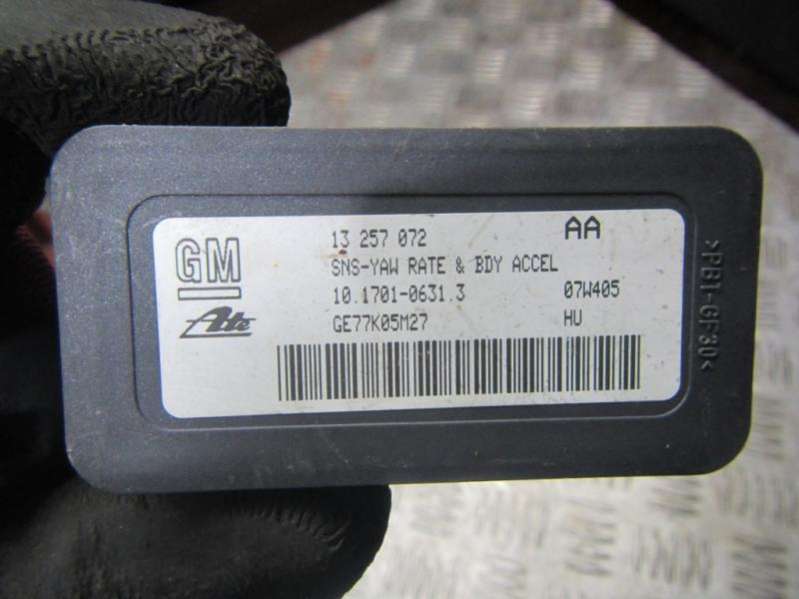 GM
Ate
13 257 072 AA
SNS-YAW RATE & BDY ACCEL
10.1701-0631.3 07W405
GE77K05M27 HU
>PBT-GF30<